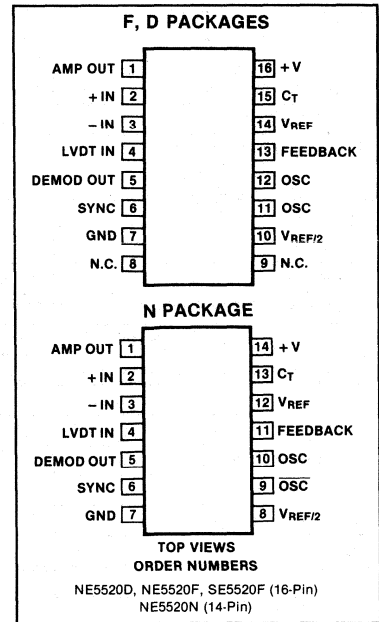 F, D PACKAGES
AMP OUT 1 16 +V
+ IN 2 15 CT
- IN 3 14 VREF
LVDT IN 4 13 FEEDBACK
DEMOD OUT 5 12 OSC
SYNC 6 11 OSC
GND 7 10 VREF/2
N.C. 8 9 N.C.
N PACKAGE
AMP OUT 1 14 +V
+ IN 2 13 CT
- IN 3 12 VREF
LVDT IN 4 11 FEEDBACK
DEMOD OUT 5 10 OSC
SYNC 6 9 O̅S̅C̅
GND 7 8 VREF/2
TOP VIEWS
ORDER NUMBERS
NE5520D, NE5520F, SE5520F (16-Pin)
NE5520N (14-Pin)